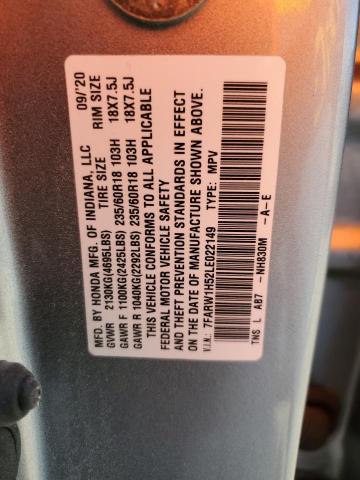 MFD. BY HONDA MFG. OF INDIANA, LLC 09/'20
GVWR 2130KG(4695LBS) TIRE SIZE RIM SIZE
GAWR F 1100KG(2425LBS) 235/60R18 103H 18X7.5J
GAWR R 1040KG(2292LBS) 235/60R18 103H 18X7.5J
THIS VEHICLE CONFORMS TO ALL APPLICABLE
FEDERAL MOTOR VEHICLE SAFETY
AND THEFT PREVENTION STANDARDS IN EFFECT
ON THE DATE OF MANUFACTURE SHOWN ABOVE.
V.I.N.: 7FARW1H52LE022149 TYPE: MPV
TNS L AB7 -NH830M -A-E